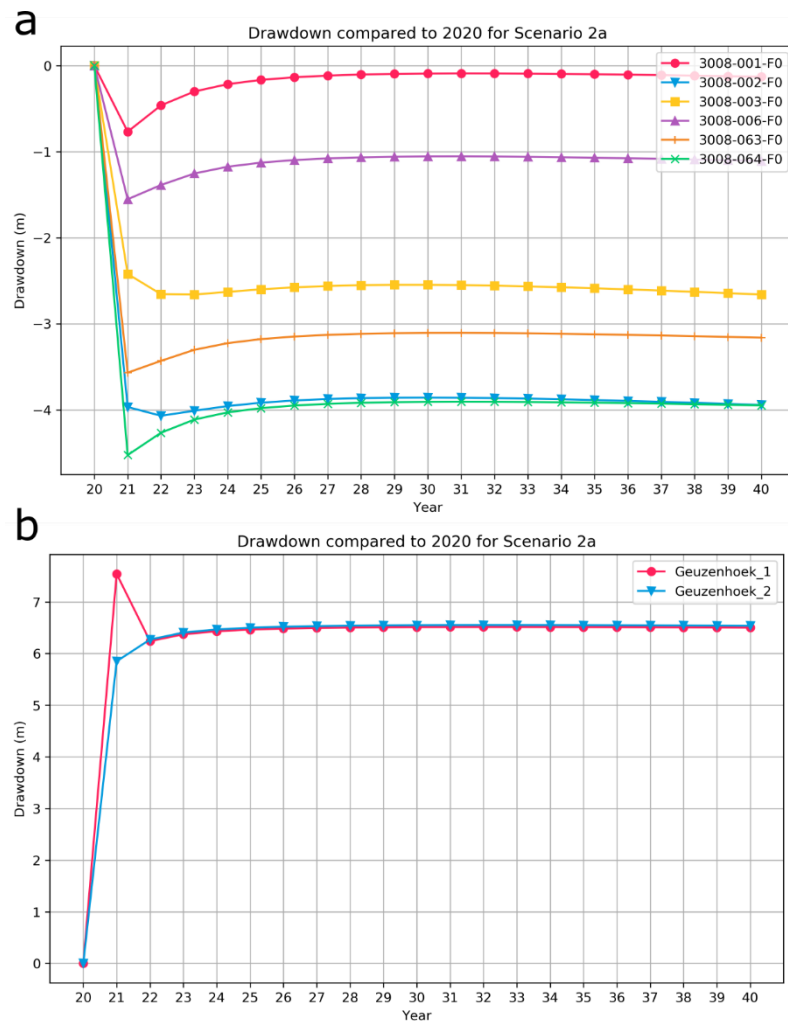 a
Drawdown compared to 2020 for Scenario 2a
0
−1
−2
−3
−4
Drawdown (m)
3008-001-F0
3008-002-F0
3008-003-F0
3008-006-F0
3008-063-F0
3008-064-F0
20 21 22 23 24 25 26 27 28 29 30 31 32 33 34 35 36 37 38 39 40
Year
b
Drawdown compared to 2020 for Scenario 2a
7
6
5
4
3
2
1
0
Drawdown (m)
Geuzenhoek_1
Geuzenhoek_2
20 21 22 23 24 25 26 27 28 29 30 31 32 33 34 35 36 37 38 39 40
Year